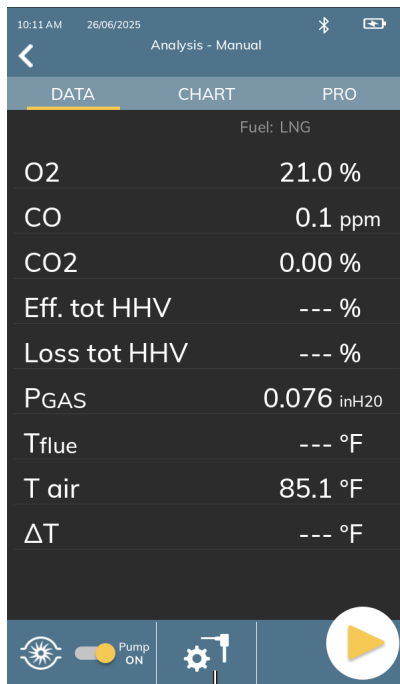 10:11 AM 26/06/2025
Analysis - Manual
DATA CHART PRO
Fuel: LNG
O2 21.0 %
CO 0.1 ppm
CO2 0.00 %
Eff. tot HHV --- %
Loss tot HHV --- %
PGAS 0.076 inH20
Tflue --- °F
T air 85.1 °F
ΔT --- °F
Pump
ON